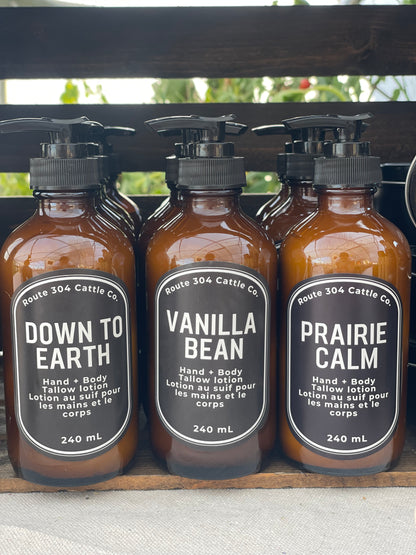 Route 304 Cattle Co.
DOWN TO
EARTH
Hand + Body
Tallow lotion
Lotion au suif pour
les mains et le
corps
240 mL
Route 304 Cattle Co.
VANILLA
BEAN
Hand + Body
Tallow lotion
Lotion au suif pour
les mains et le
corps
240 mL
Route 304 Cattle Co.
PRAIRIE
CALM
Hand + Body
Tallow lotion
Lotion au suif pour
les mains et le
corps
240 mL